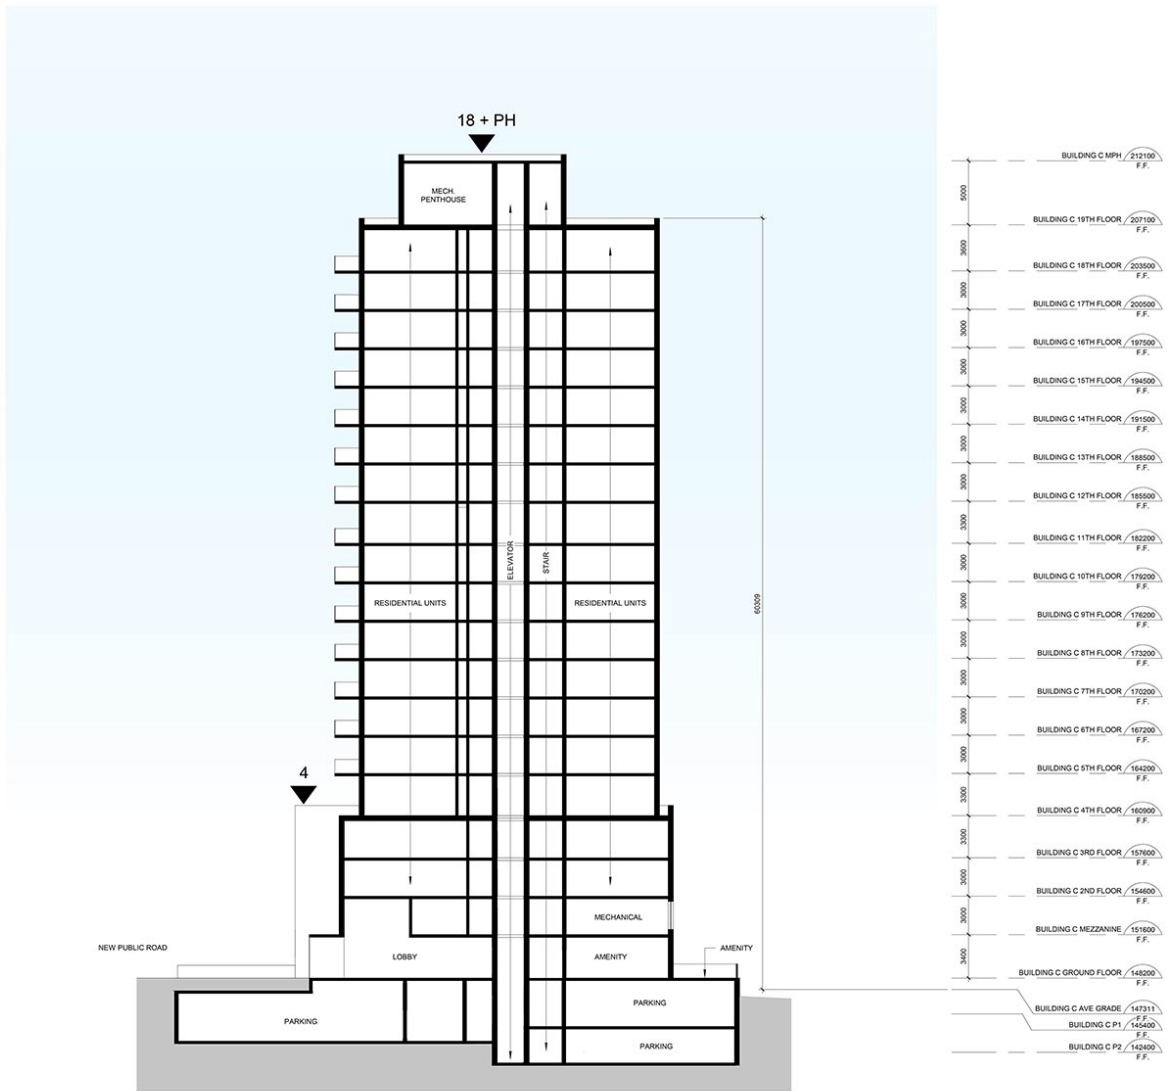 18 + PH
BUILDING C MPH 212100
F.F.
5000
MECH.
PENTHOUSE
BUILDING C 19TH FLOOR 207100
F.F.
3600
BUILDING C 18TH FLOOR 203500
F.F.
3000
BUILDING C 17TH FLOOR 200500
F.F.
3000
BUILDING C 16TH FLOOR 197500
F.F.
3000
BUILDING C 15TH FLOOR 194500
F.F.
3000
BUILDING C 14TH FLOOR 191500
F.F.
3000
BUILDING C 13TH FLOOR 188500
F.F.
3000
BUILDING C 12TH FLOOR 185500
F.F.
3300
BUILDING C 11TH FLOOR 182200
F.F.
ELEVATOR
STAIR
3000
BUILDING C 10TH FLOOR 179200
F.F.
3000
RESIDENTIAL UNITS
RESIDENTIAL UNITS
60309
BUILDING C 9TH FLOOR 176200
F.F.
3000
BUILDING C 8TH FLOOR 173200
F.F.
3000
BUILDING C 7TH FLOOR 170200
F.F.
3000
BUILDING C 6TH FLOOR 167200
F.F.
3000
BUILDING C 5TH FLOOR 164200
F.F.
4
3300
BUILDING C 4TH FLOOR 160900
F.F.
3300
BUILDING C 3RD FLOOR 157600
F.F.
3000
BUILDING C 2ND FLOOR 154600
F.F.
3000
MECHANICAL
BUILDING C MEZZANINE 151600
F.F.
NEW PUBLIC ROAD
LOBBY
AMENITY
AMENITY
3400
BUILDING C GROUND FLOOR 148200
F.F.
PARKING
PARKING
BUILDING C AVE GRADE 147311
F.F.
BUILDING C P1 145400
F.F.
PARKING
BUILDING C P2 142400
F.F.